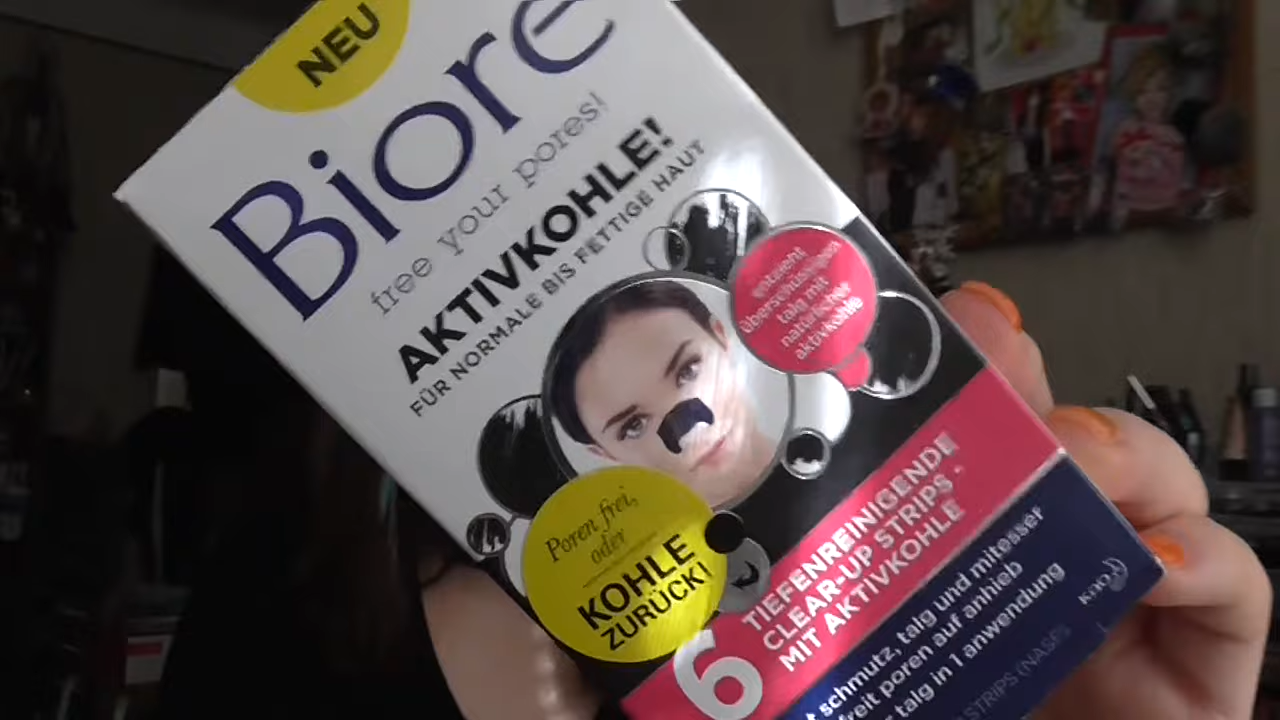 NEU
Bioré
free your pores!
AKTIVKOHLE!
FÜR NORMALE BIS FETTIGE HAUT
entzieht
überschüssigen
talg mit
natürlicher
aktivkohle
Poren frei,
oder
KOHLE
ZURÜCK!
6
TIEFENREINIGENDE
CLEAR-UP STRIPS
MIT AKTIVKOHLE
schmutz, talg und mitesser
freit poren auf anhieb
talg in 1 anwendung
STRIPS (NASE)
KAO